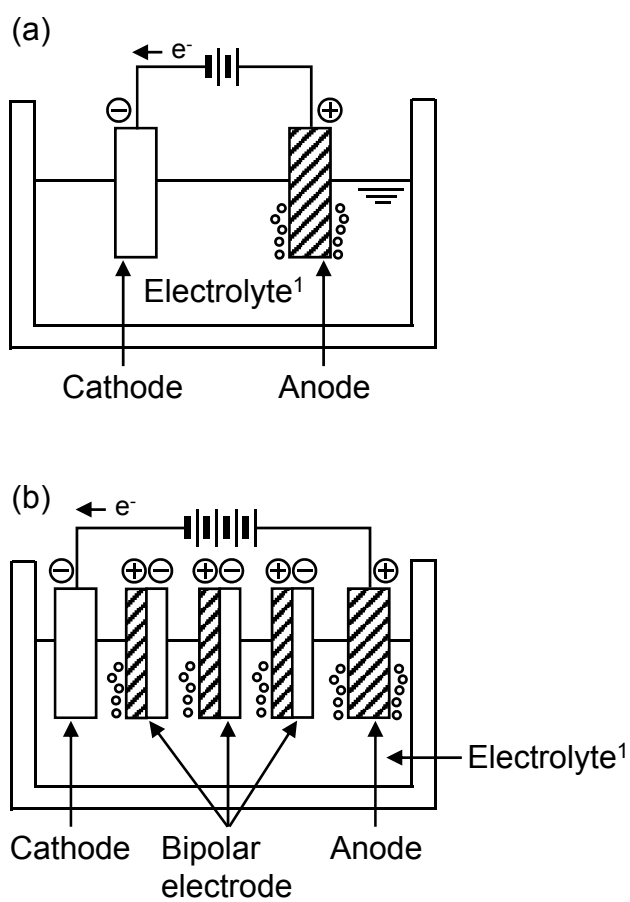 (a)
e-
⊖ ⊕
Electrolyte1
Cathode Anode
(b)
e-
⊖ ⊕⊖ ⊕⊖ ⊕⊖ ⊕
Electrolyte1
Cathode Bipolar electrode Anode